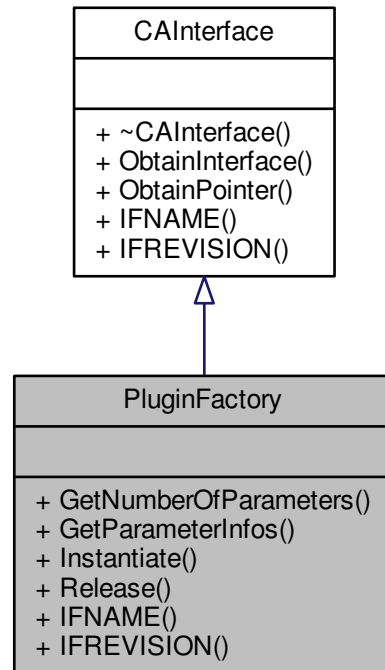 CAInterface
+ ~CAInterface()
+ ObtainInterface()
+ ObtainPointer()
+ IFNAME()
+ IFREVISION()
PluginFactory
+ GetNumberOfParameters()
+ GetParameterInfos()
+ Instantiate()
+ Release()
+ IFNAME()
+ IFREVISION()